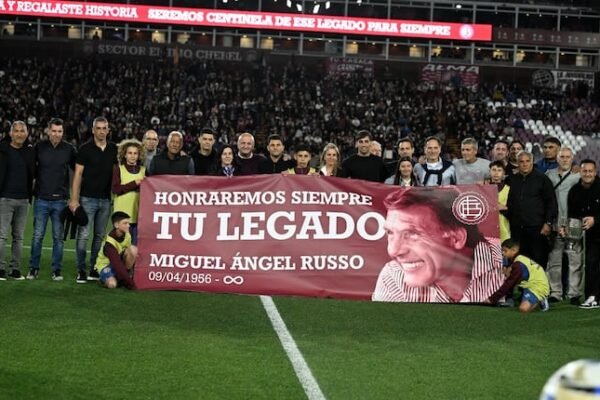 A Y REGALASTE HISTORIA
SEREMOS CENTINELA DE ESE LEGADO PARA SIEMPRE
HONRAREMOS SIEMPRE
TU LEGADO
MIGUEL ÁNGEL RUSSO
09/04/1956 - ∞